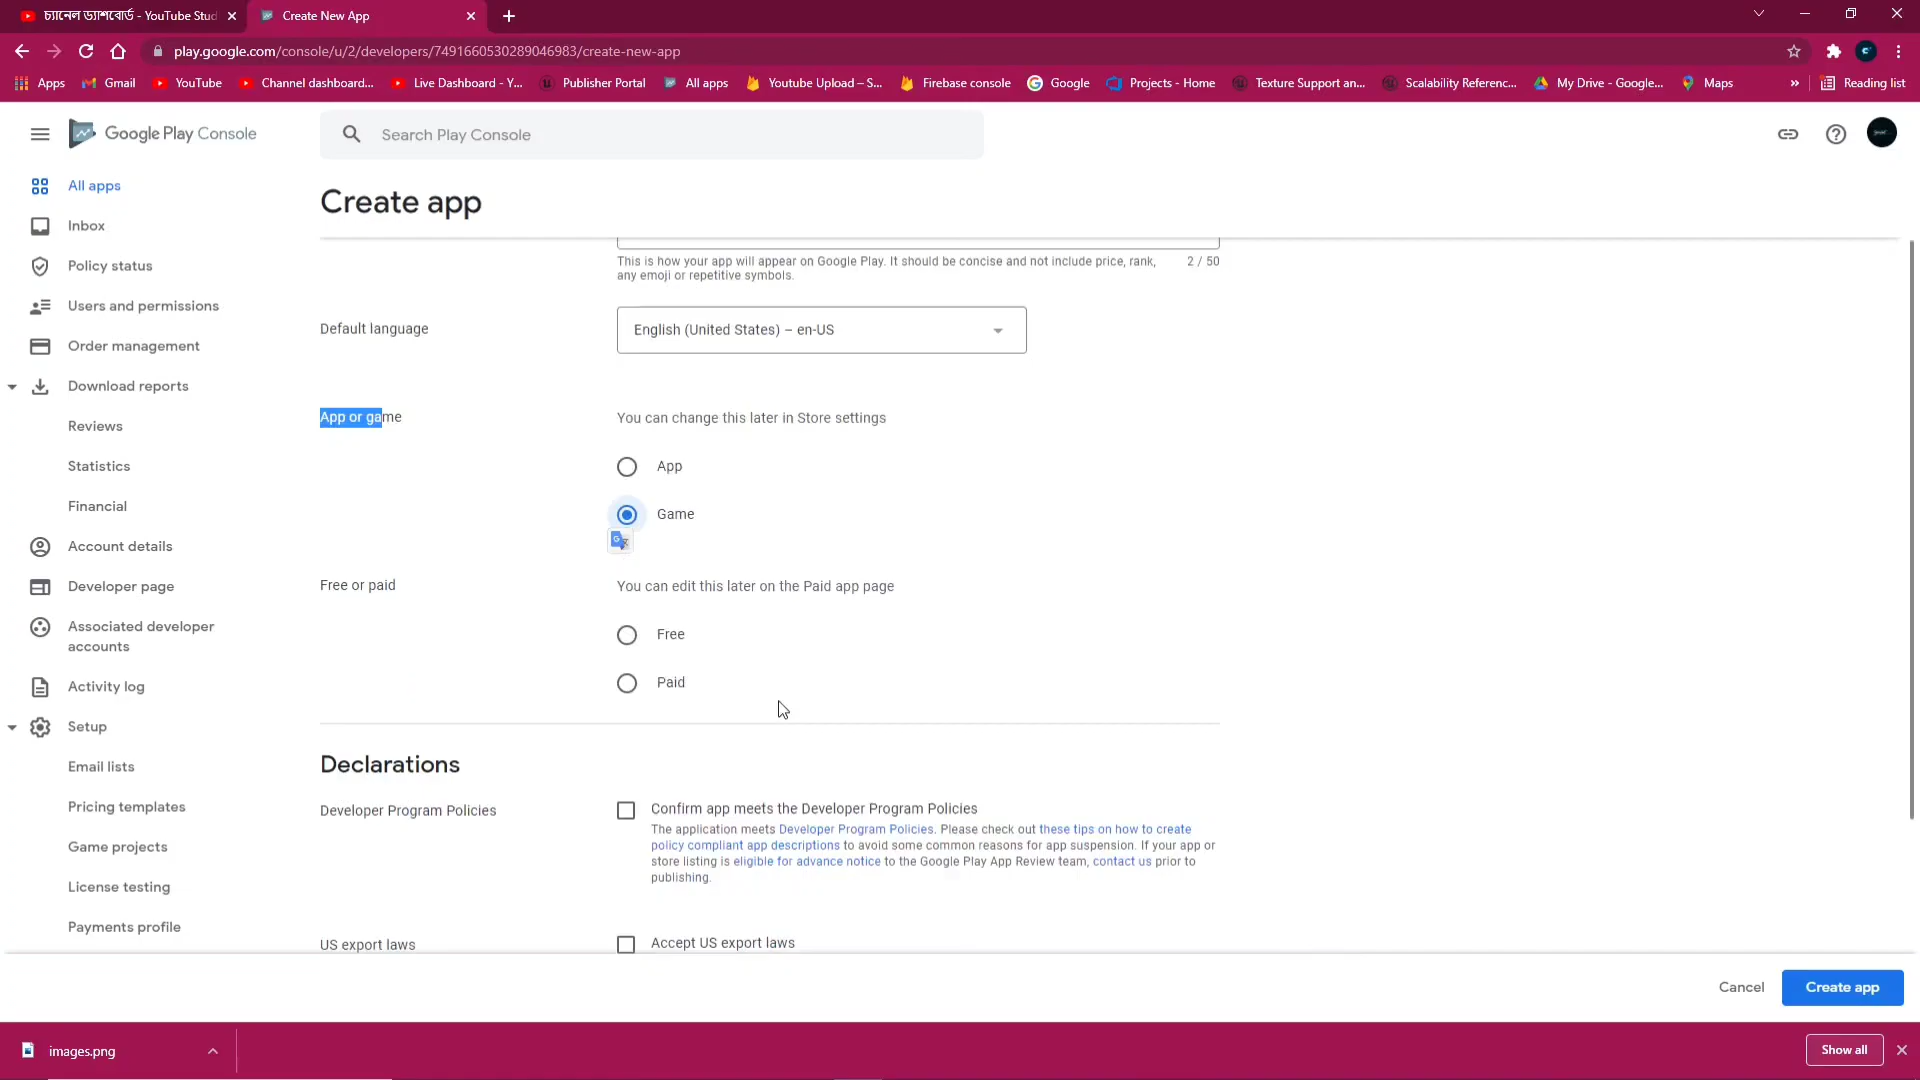 চ্যানেল ড্যাশবোর্ড - YouTube Stud
Create New App
play.google.com/console/u/2/developers/7491660530289046983/create-new-app
Apps
Gmail
YouTube
Channel dashboard...
Live Dashboard - Y...
Publisher Portal
All apps
Youtube Upload – S...
Firebase console
Google
Projects - Home
Texture Support an...
Scalability Referenc...
My Drive - Google...
Maps
»
Reading list
Google Play Console
Search Play Console
All apps
Inbox
Policy status
Users and permissions
Order management
Download reports
Reviews
Statistics
Financial
Account details
Developer page
Associated developer
accounts
Activity log
Setup
Email lists
Pricing templates
Game projects
License testing
Payments profile
Create app
This is how your app will appear on Google Play. It should be concise and not include price, rank,
any emoji or repetitive symbols.
2 / 50
Default language
English (United States) – en-US
App or game
You can change this later in Store settings
App
Game
Free or paid
You can edit this later on the Paid app page
Free
Paid
Declarations
Developer Program Policies
Confirm app meets the Developer Program Policies
The application meets Developer Program Policies. Please check out these tips on how to create
policy compliant app descriptions to avoid some common reasons for app suspension. If your app or
store listing is eligible for advance notice to the Google Play App Review team, contact us prior to
publishing.
US export laws
Accept US export laws
Cancel
Create app
images.png
Show all